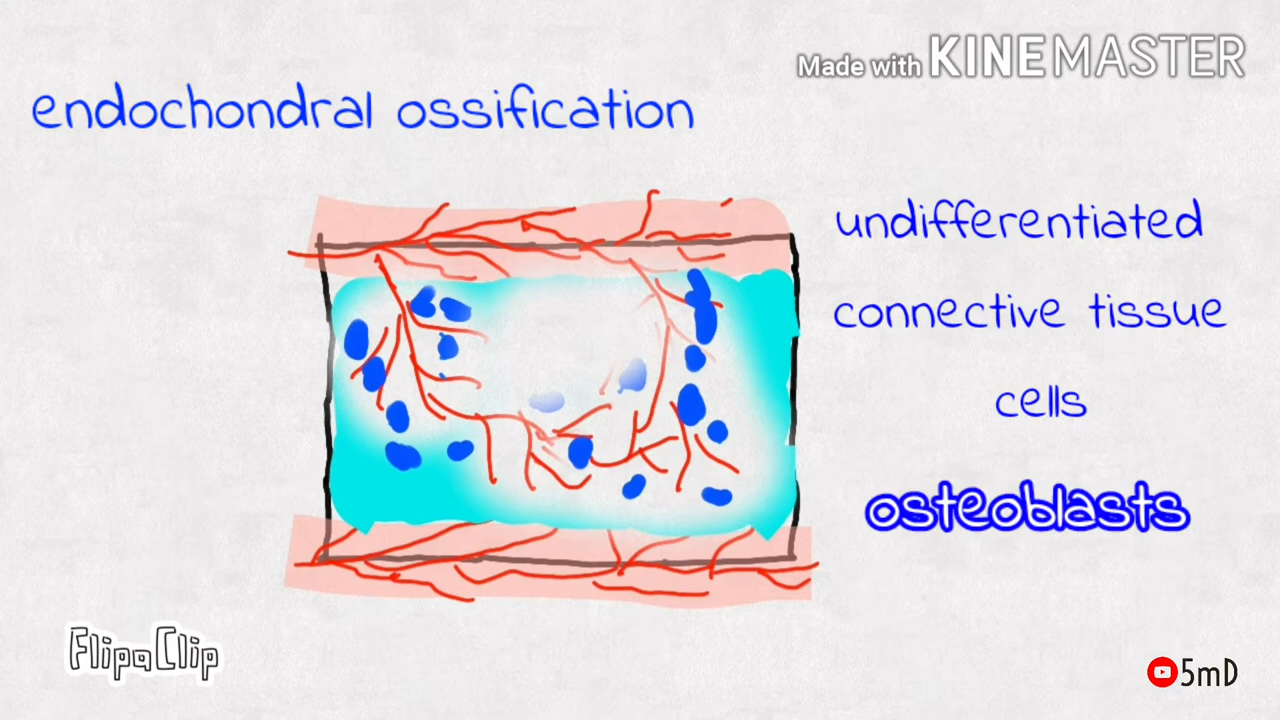 Made with KINEMASTER
endochondral ossification
undifferentiated
connective tissue
cells
osteoblasts
FlipaClip
5mD